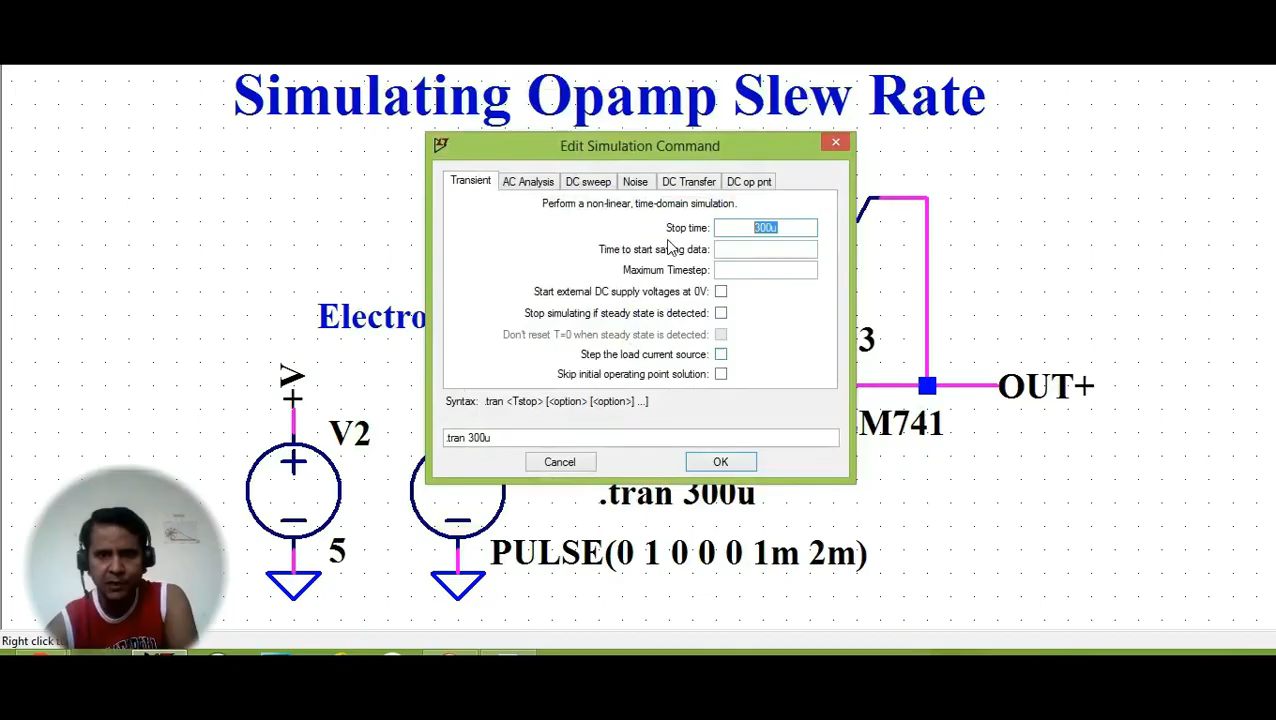 Simulating Opamp Slew Rate
Edit Simulation Command
Transient
AC Analysis
DC sweep
Noise
DC Transfer
DC op pnt
Perform a non-linear, time-domain simulation.
Stop time:
300u
Time to start saving data:
Maximum Timestep:
Start external DC supply voltages at 0V:
Stop simulating if steady state is detected:
Don't reset T=0 when steady state is detected:
Step the load current source:
Skip initial operating point solution:
Syntax: .tran <Tstop> [<option> [<option>] ...]
.tran 300u
Cancel
OK
Electro
+V
V2
5
OUT+
M741
.tran 300u
PULSE(0 1 0 0 0 1m 2m)
Right click to